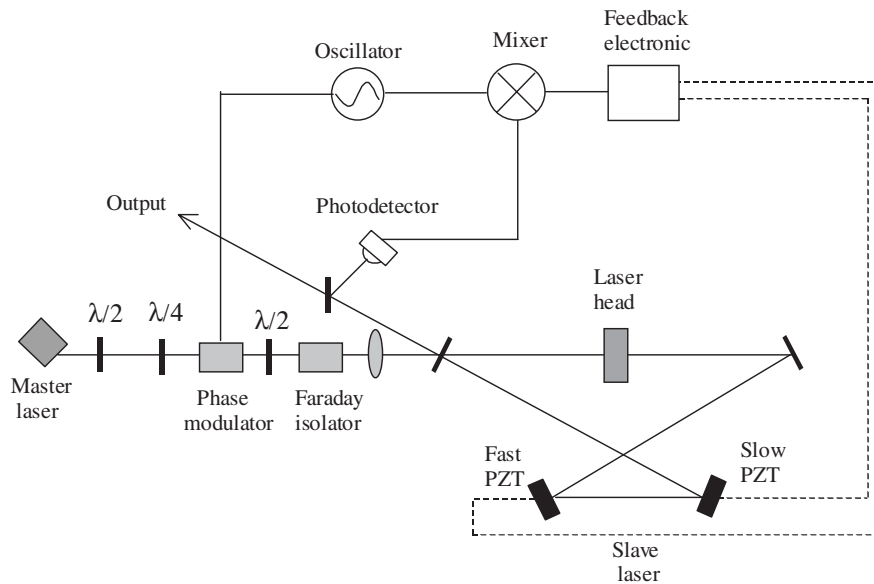 Oscillator
Mixer
Feedback
electronic
Output
Photodetector
Laser
head
λ/2
λ/4
λ/2
Master
laser
Phase
modulator
Faraday
isolator
Fast
PZT
Slow
PZT
Slave
laser